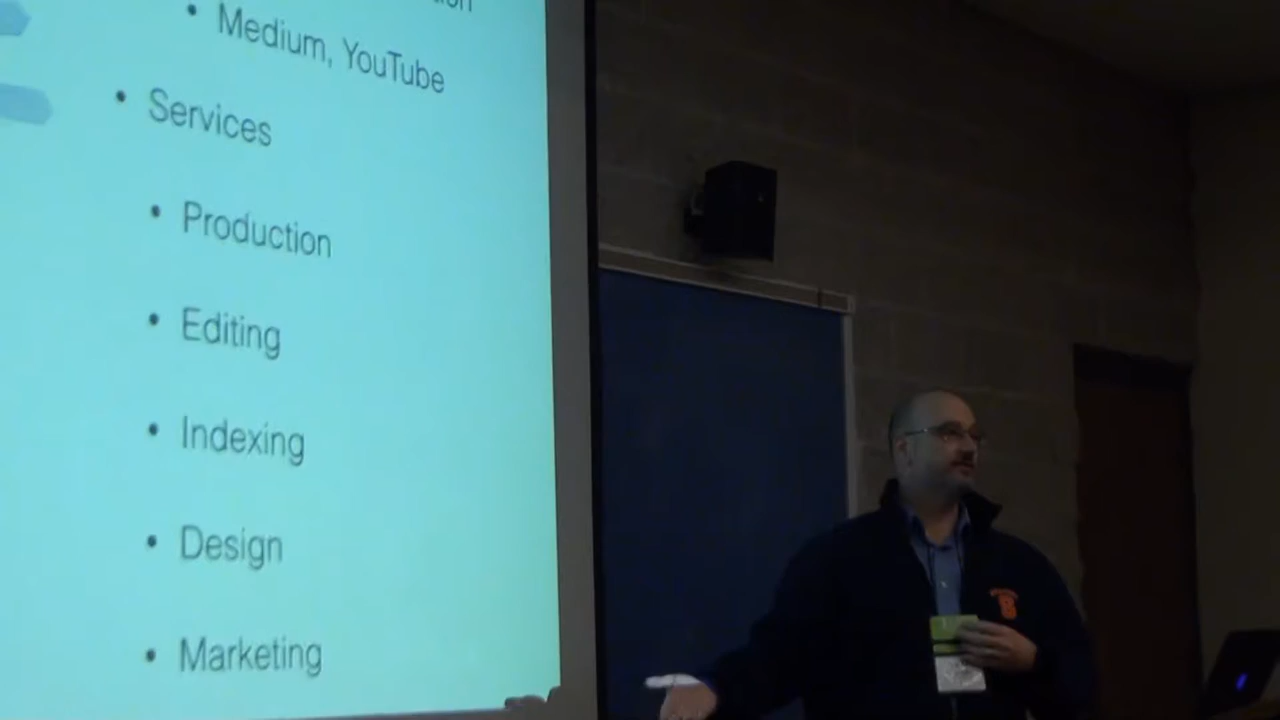 Medium, YouTube
Services
Production
Editing
Indexing
Design
Marketing